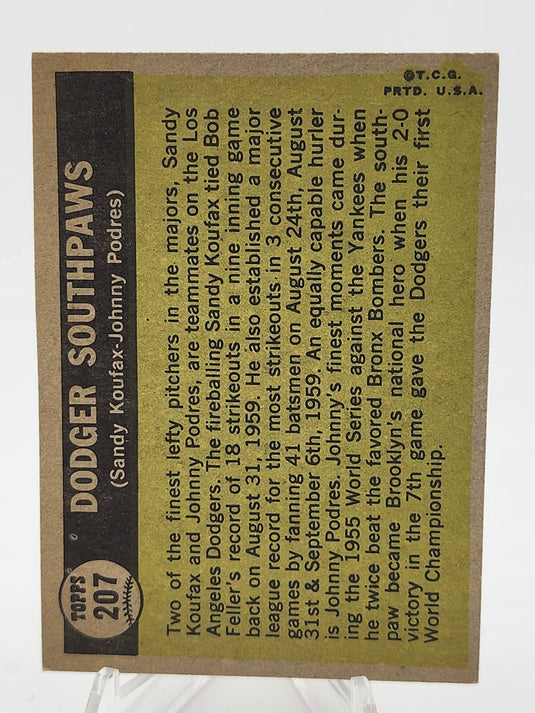 TOPPS
207
DODGER SOUTHPAWS
(Sandy Koufax-Johnny Podres)
Two of the finest lefty pitchers in the majors, Sandy
Koufax and Johnny Podres, are teammates on the Los
Angeles Dodgers. The fireballing Sandy Koufax tied Bob
Feller's record of 18 strikeouts in a nine inning game
back on August 31, 1959. He also established a major
league record for the most strikeouts in 3 consecutive
games by fanning 41 batsmen on August 24th, August
31st & September 6th, 1959. An equally capable hurler
is Johnny Podres. Johnny's finest moments came dur-
ing the 1955 World Series against the Yankees when
he twice beat the favored Bronx Bombers. The south-
paw became Brooklyn's national hero when his 2-0
victory in the 7th game gave the Dodgers their first
World Championship.
©T.C.G.
PRTD. U.S.A.